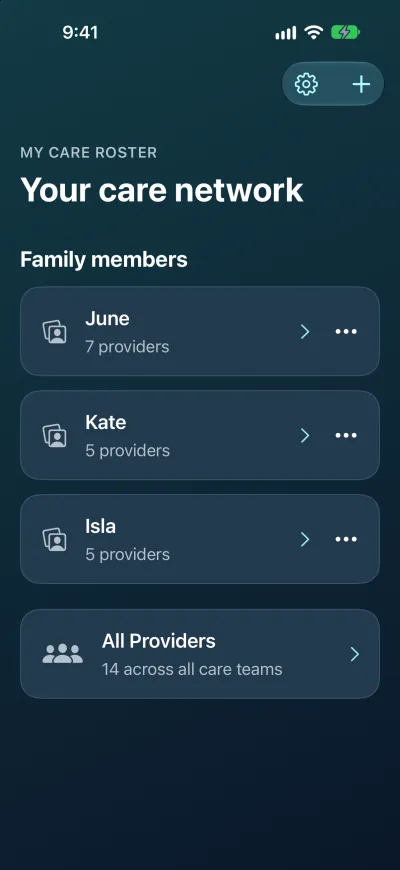 9:41
MY CARE ROSTER
Your care network
Family members
June
7 providers
Kate
5 providers
Isla
5 providers
All Providers
14 across all care teams